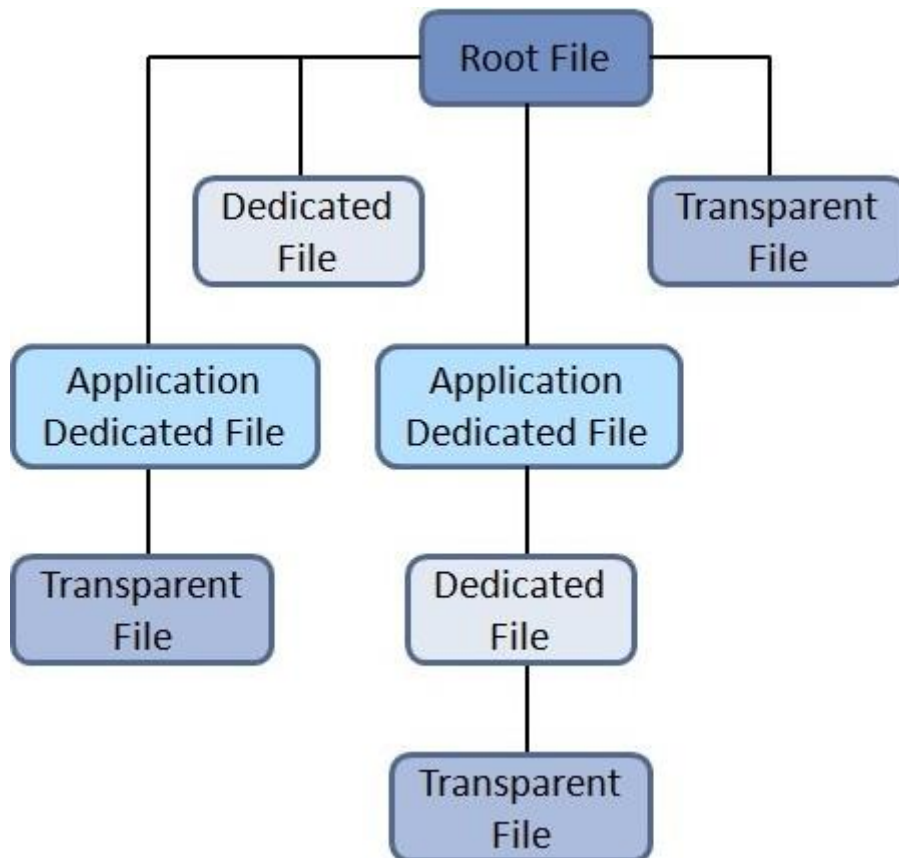 Root File
Dedicated
File
Transparent
File
Application
Dedicated File
Application
Dedicated File
Transparent
File
Dedicated
File
Transparent
File